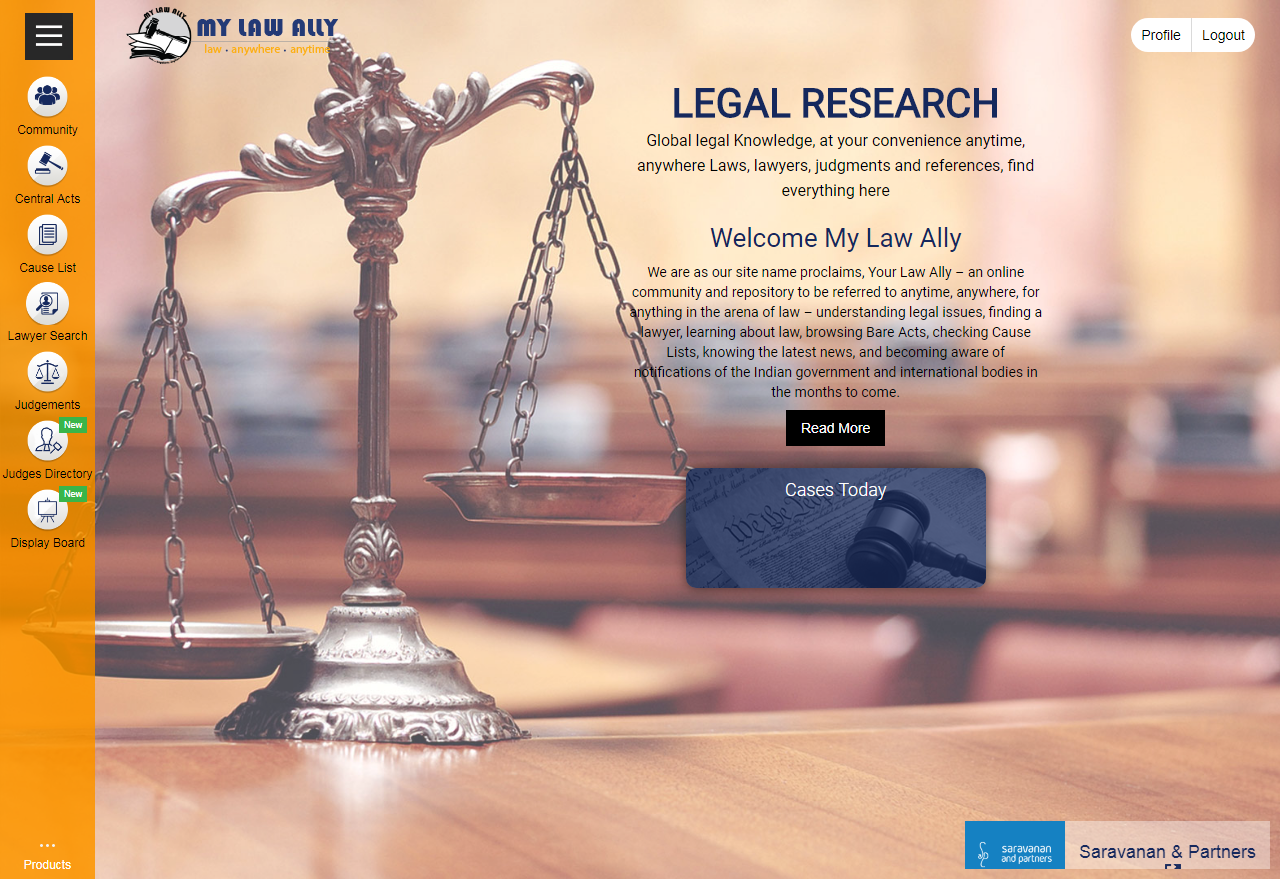 MY LAW ALLY
MY LAW ALLY
law • anywhere • anytime
Profile
Logout
Community
Central Acts
Cause List
Lawyer Search
Judgements
New
Judges Directory
New
Display Board
Products
LEGAL RESEARCH
Global legal Knowledge, at your convenience anytime,
anywhere Laws, lawyers, judgments and references, find
everything here
Welcome My Law Ally
We are as our site name proclaims, Your Law Ally – an online
community and repository to be referred to anytime, anywhere, for
anything in the arena of law – understanding legal issues, finding a
lawyer, learning about law, browsing Bare Acts, checking Cause
Lists, knowing the latest news, and becoming aware of
notifications of the Indian government and international bodies in
the months to come.
Read More
Cases Today
We the People
saravanan
and partners
Saravanan & Partners